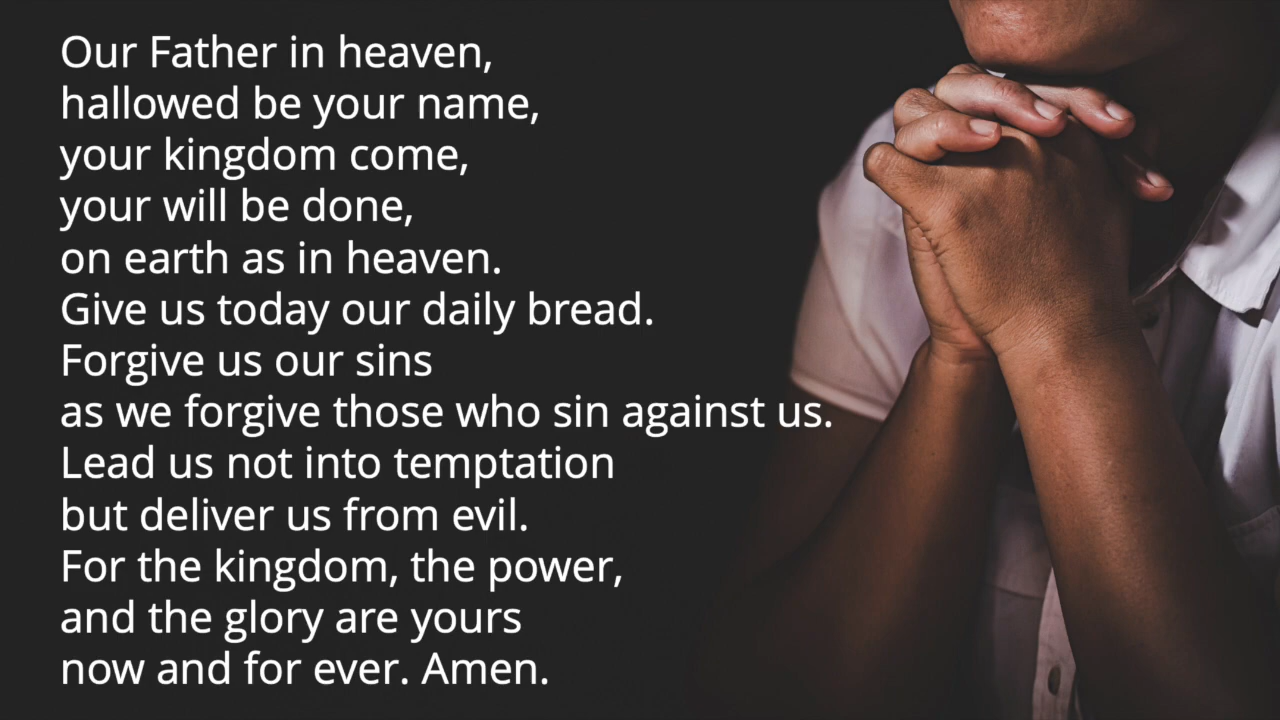 Our Father in heaven,
hallowed be your name,
your kingdom come,
your will be done,
on earth as in heaven.
Give us today our daily bread.
Forgive us our sins
as we forgive those who sin against us.
Lead us not into temptation
but deliver us from evil.
For the kingdom, the power,
and the glory are yours
now and for ever. Amen.